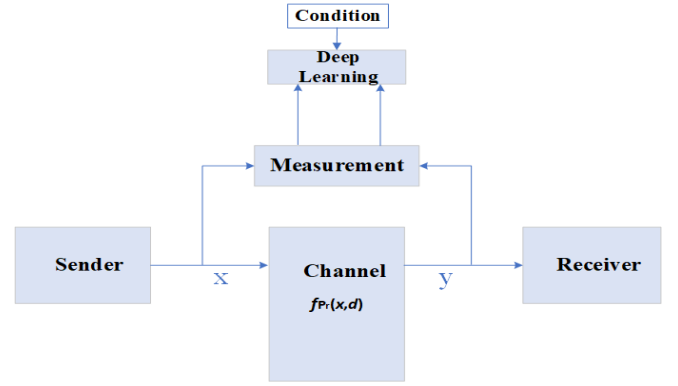 Condition
Deep
Learning
Measurement
Sender
x
Channel
fPr(x,d)
y
Receiver